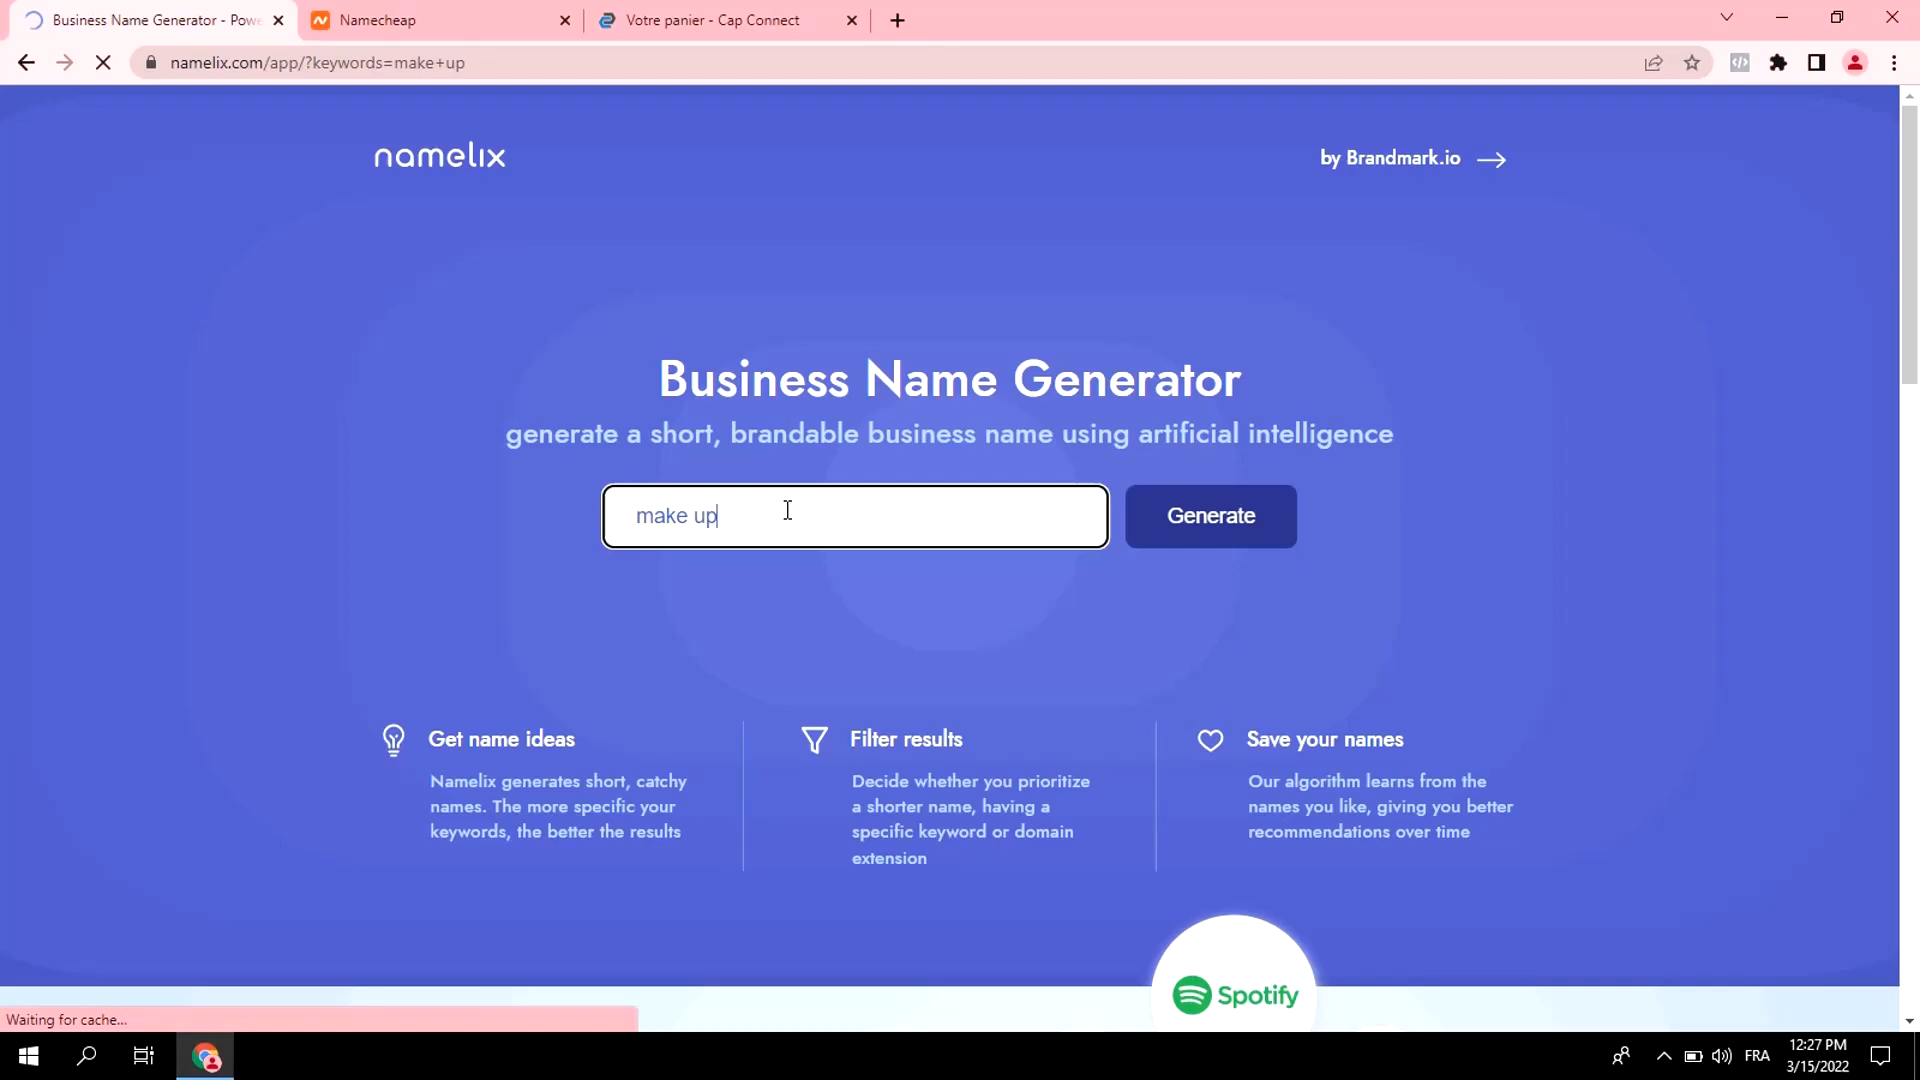 Business Name Generator - Pow
Namecheap
Votre panier - Cap Connect
namelix.com/app/?keywords=make+up
namelix
by Brandmark.io
Business Name Generator
generate a short, brandable business name using artificial intelligence
make up
Generate
Get name ideas
Namelix generates short, catchy
names. The more specific your
keywords, the better the results
Filter results
Decide whether you prioritize
a shorter name, having a
specific keyword or domain
extension
Save your names
Our algorithm learns from the
names you like, giving you better
recommendations over time
Spotify
Waiting for cache...
FRA
12:27 PM
3/15/2022